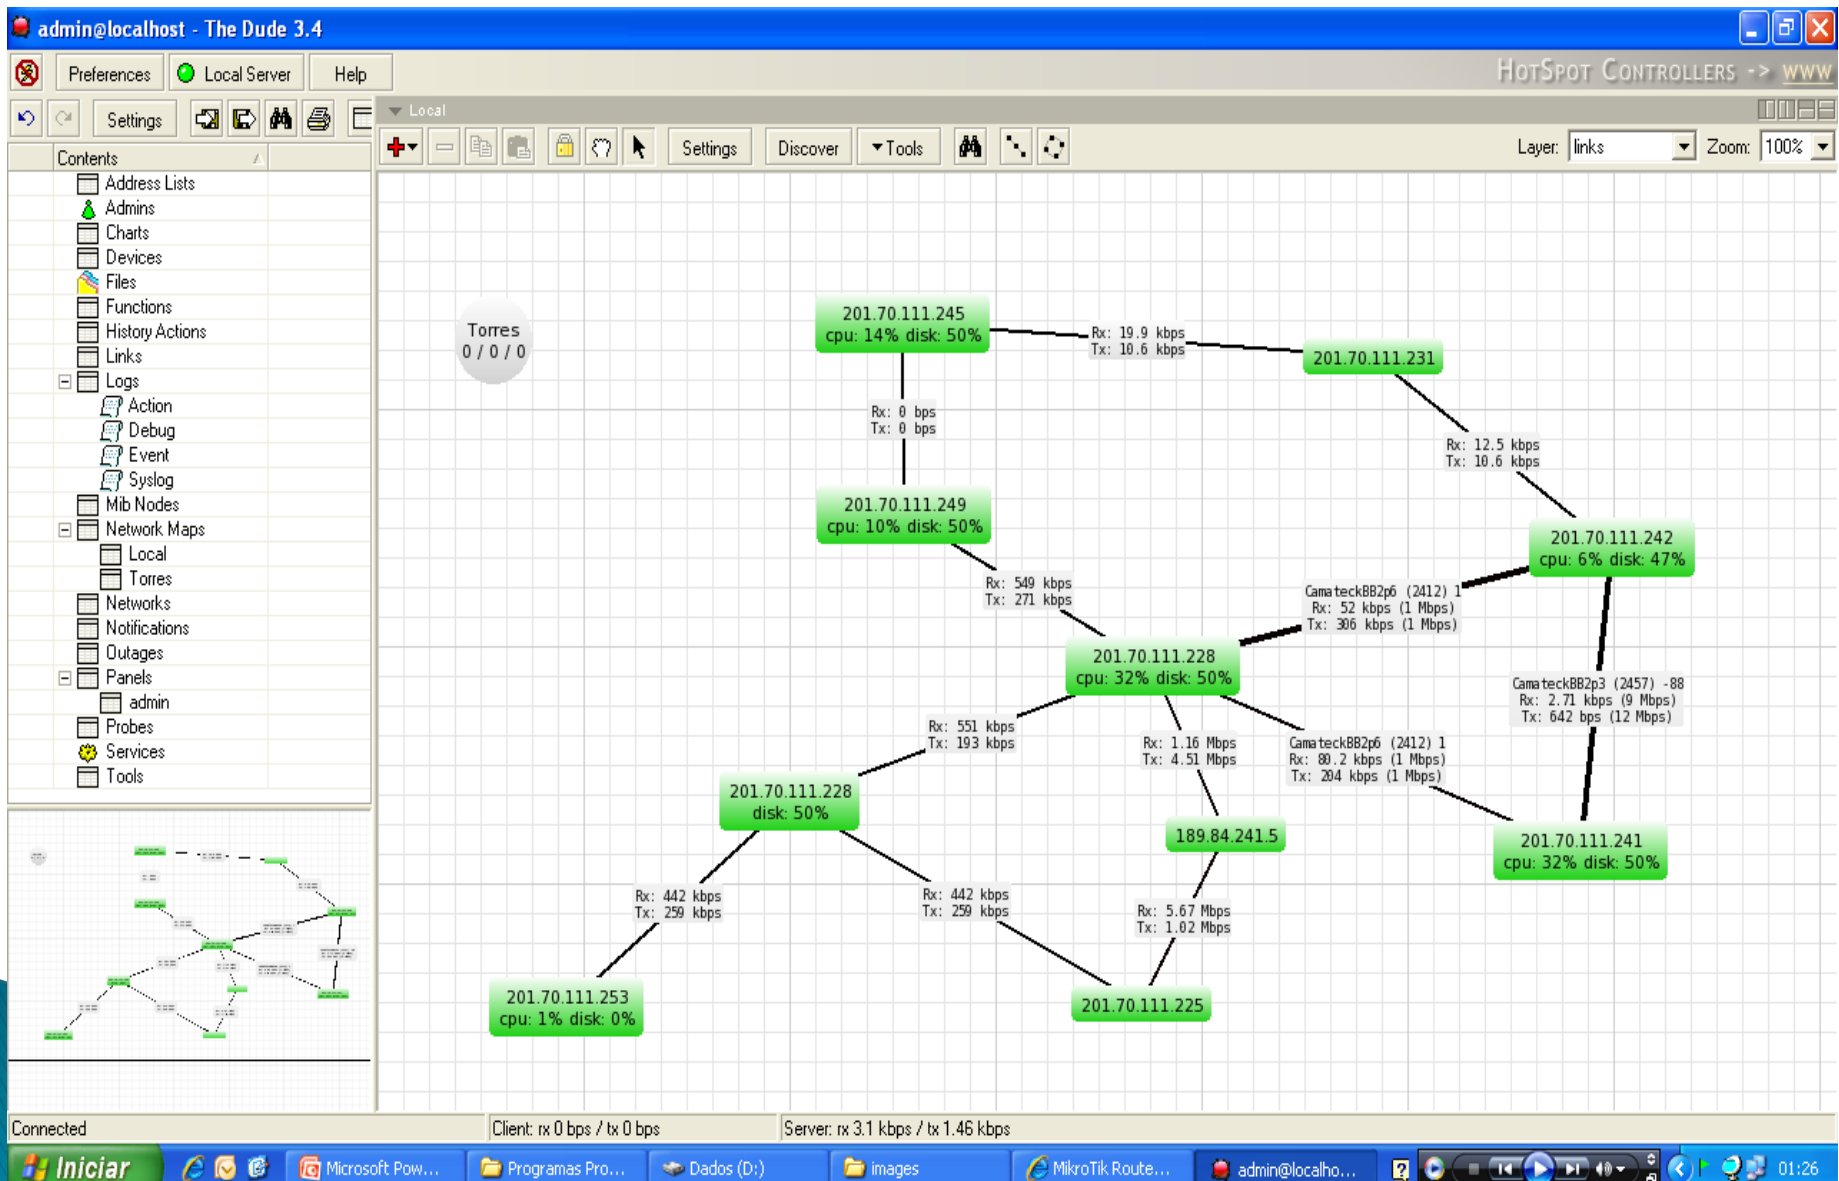 admin@localhost - The Dude 3.4
Preferences
Local Server
Help
HotSpot Controllers -> www
Settings
Local
Settings
Discover
Tools
Layer: links
Zoom: 100%
Contents
Address Lists
Admins
Charts
Devices
Files
Functions
History Actions
Links
Logs
Action
Debug
Event
Syslog
Mib Nodes
Network Maps
Local
Torres
Networks
Notifications
Outages
Panels
admin
Probes
Services
Tools
Torres
0 / 0 / 0
201.70.111.245
cpu: 14% disk: 50%
Rx: 19.9 kbps
Tx: 10.6 kbps
201.70.111.231
Rx: 0 bps
Tx: 0 bps
Rx: 12.5 kbps
Tx: 10.6 kbps
201.70.111.249
cpu: 10% disk: 50%
201.70.111.242
cpu: 6% disk: 47%
Rx: 549 kbps
Tx: 271 kbps
CamateckBB2p6 (2412) 1
Rx: 52 kbps (1 Mbps)
Tx: 306 kbps (1 Mbps)
201.70.111.228
cpu: 32% disk: 50%
CamateckBB2p3 (2457) -88
Rx: 2.71 kbps (9 Mbps)
Tx: 642 bps (12 Mbps)
Rx: 551 kbps
Tx: 193 kbps
Rx: 1.16 Mbps
Tx: 4.51 Mbps
CamateckBB2p6 (2412) 1
Rx: 80.2 kbps (1 Mbps)
Tx: 204 kbps (1 Mbps)
201.70.111.228
disk: 50%
189.84.241.5
201.70.111.241
cpu: 32% disk: 50%
Rx: 442 kbps
Tx: 259 kbps
Rx: 442 kbps
Tx: 259 kbps
Rx: 5.67 Mbps
Tx: 1.02 Mbps
201.70.111.253
cpu: 1% disk: 0%
201.70.111.225
Connected
Client: rx 0 bps / tx 0 bps
Server: rx 3.1 kbps / tx 1.46 kbps
Iniciar
Microsoft Pow...
Programas Pro...
Dados (D:)
images
MikroTik Route...
admin@localho...
01:26